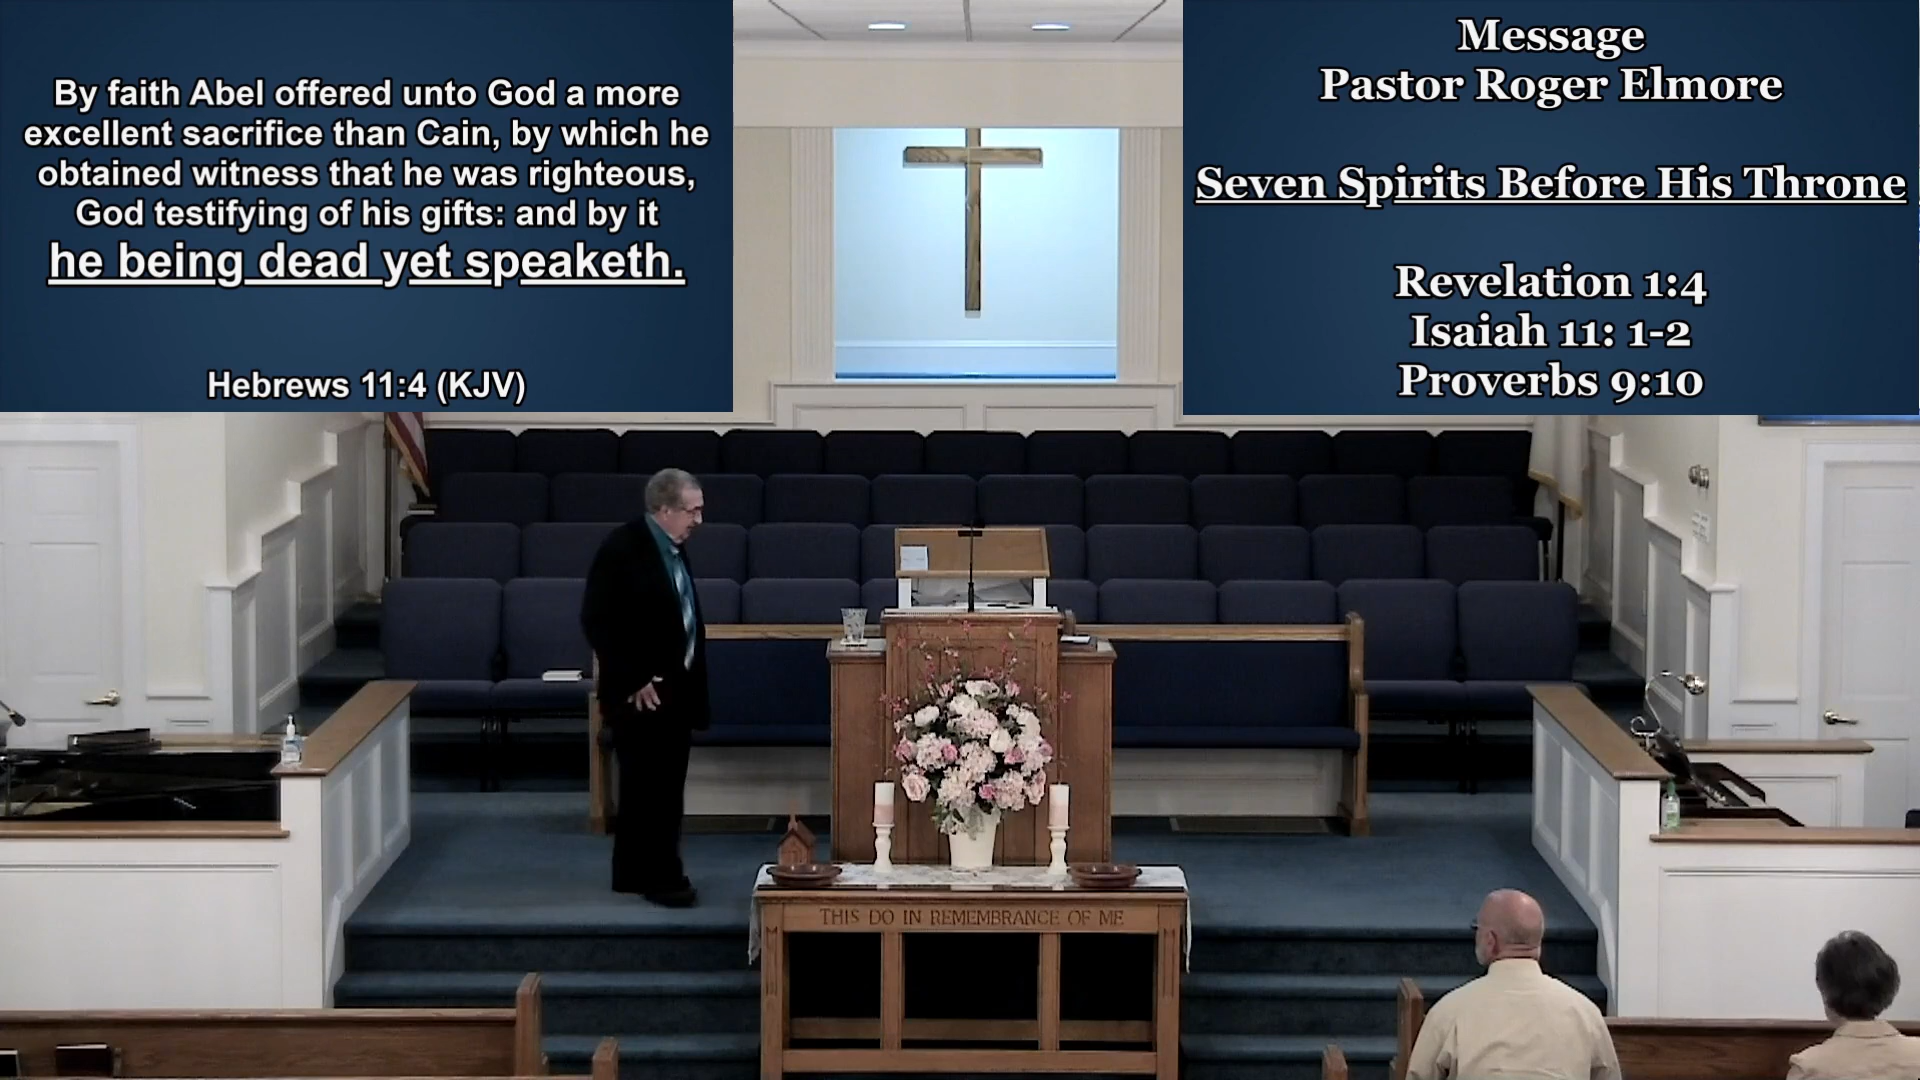 By faith Abel offered unto God a more
excellent sacrifice than Cain, by which he
obtained witness that he was righteous,
God testifying of his gifts: and by it
he being dead yet speaketh.
Hebrews 11:4 (KJV)
Message
Pastor Roger Elmore
Seven Spirits Before His Throne
Revelation 1:4
Isaiah 11: 1-2
Proverbs 9:10
THIS DO IN REMEMBRANCE OF ME